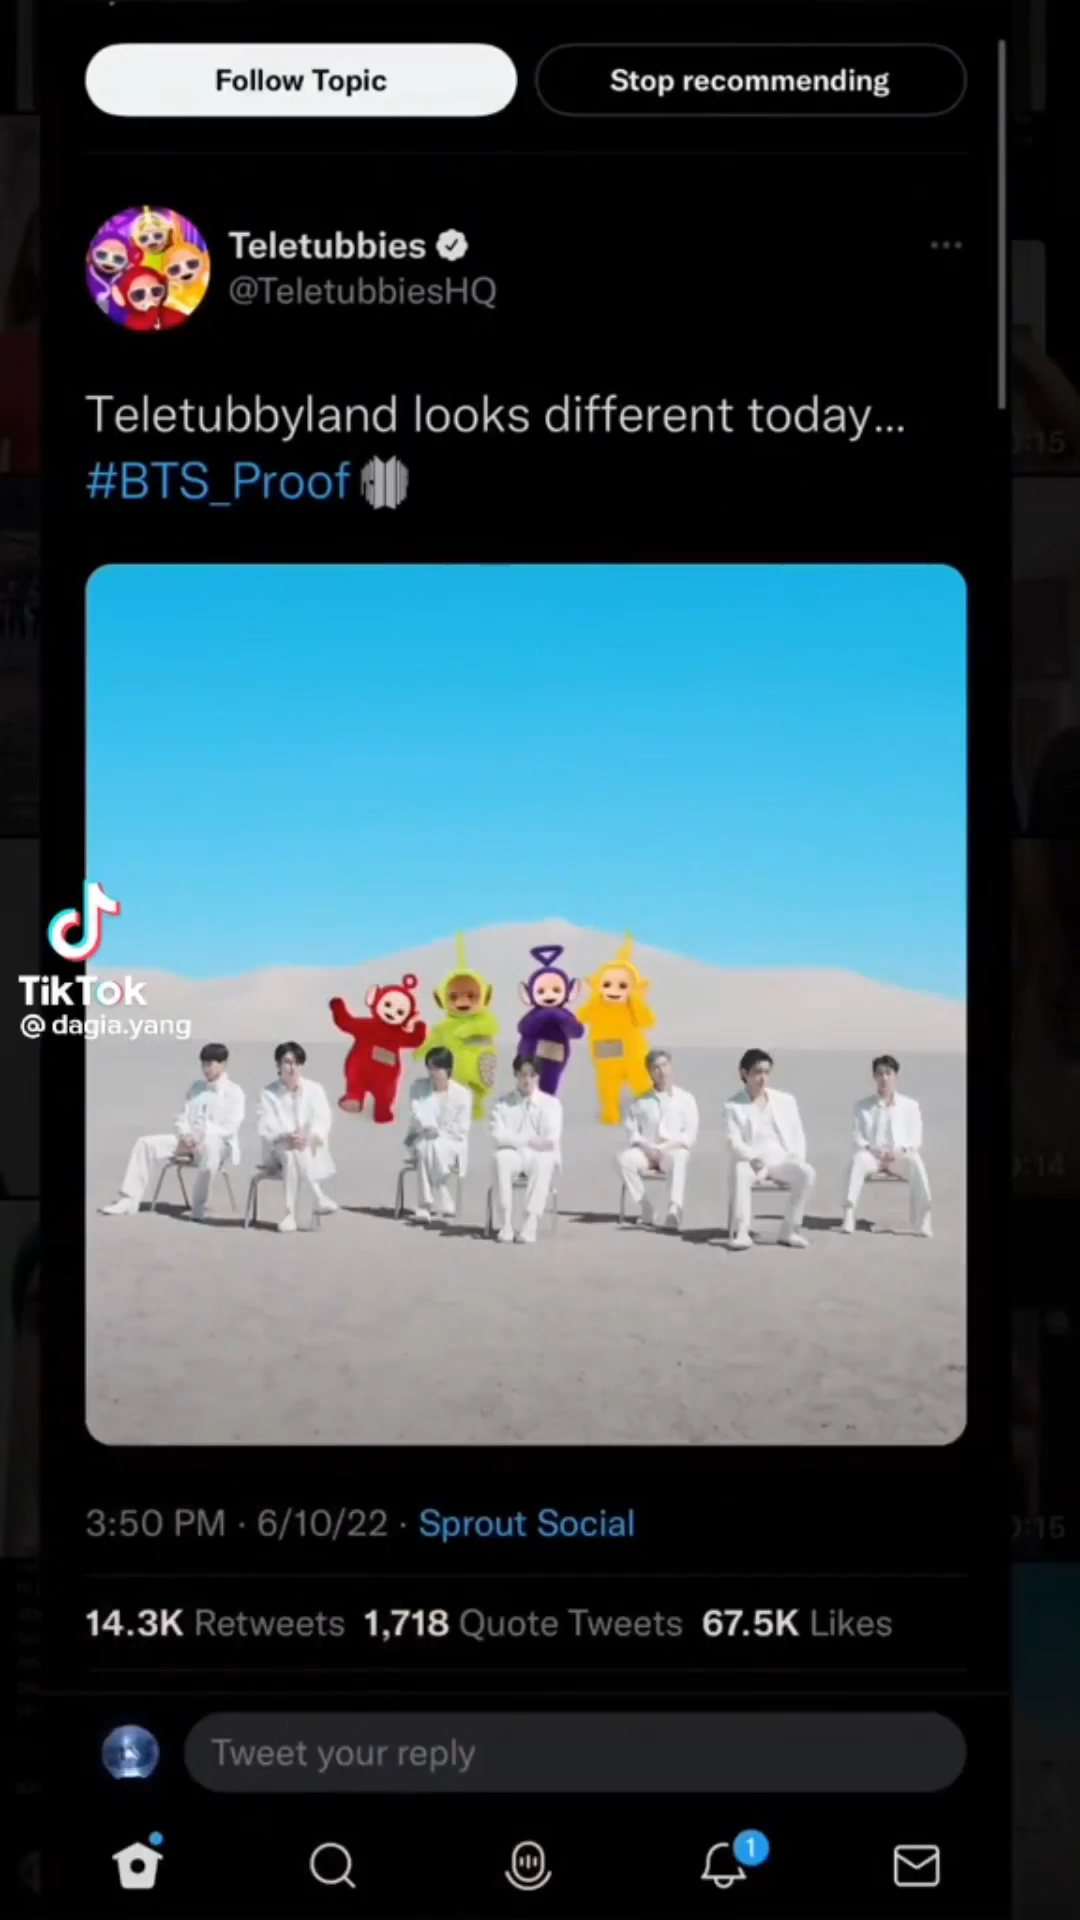 Follow Topic
Stop recommending
Teletubbies
@TeletubbiesHQ
Teletubbyland looks different today...
#BTS_Proof
TikTok
@dagia.yang
3:50 PM · 6/10/22 · Sprout Social
14.3K Retweets 1,718 Quote Tweets 67.5K Likes
Tweet your reply
1